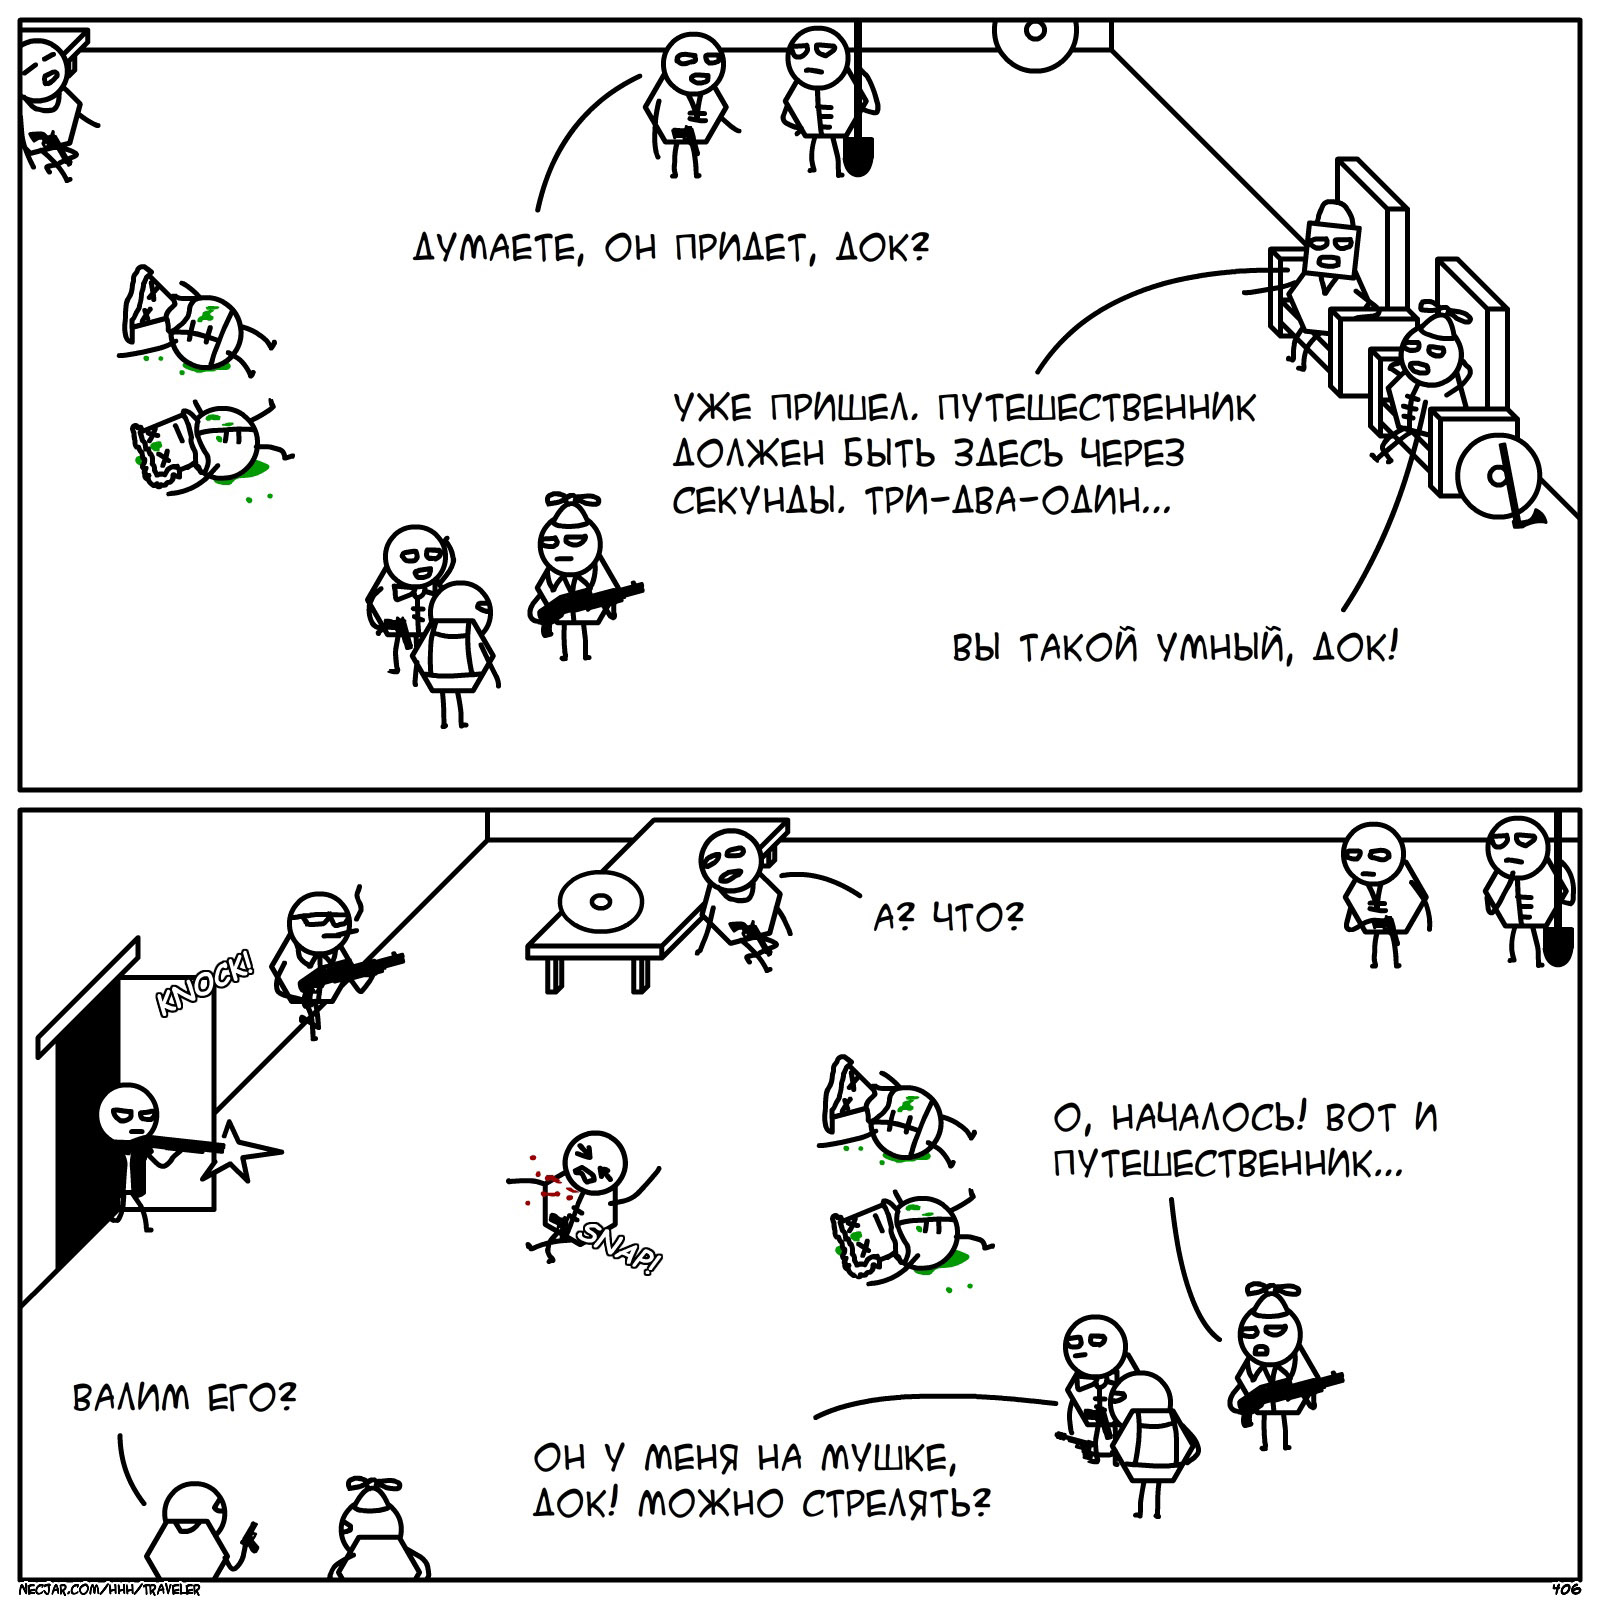 ДУМАЕТЕ, ОН ПРИДЕТ, ДОК?
УЖЕ ПРИШЕЛ. ПУТЕШЕСТВЕННИК
ДОЛЖЕН БЫТЬ ЗДЕСЬ ЧЕРЕЗ
СЕКУНДЫ. ТРИ-ДВА-ОДИН...
ВЫ ТАКОЙ УМНЫЙ, ДОК!
KNOCK!
А? ЧТО?
О, НАЧАЛОСЬ! ВОТ И
ПУТЕШЕСТВЕННИК...
SNAP!
ВАЛИМ ЕГО?
ОН У МЕНЯ НА МУШКЕ,
ДОК! МОЖНО СТРЕЛЯТЬ?
NECJAR.COM/HHH/TRAVELER
406